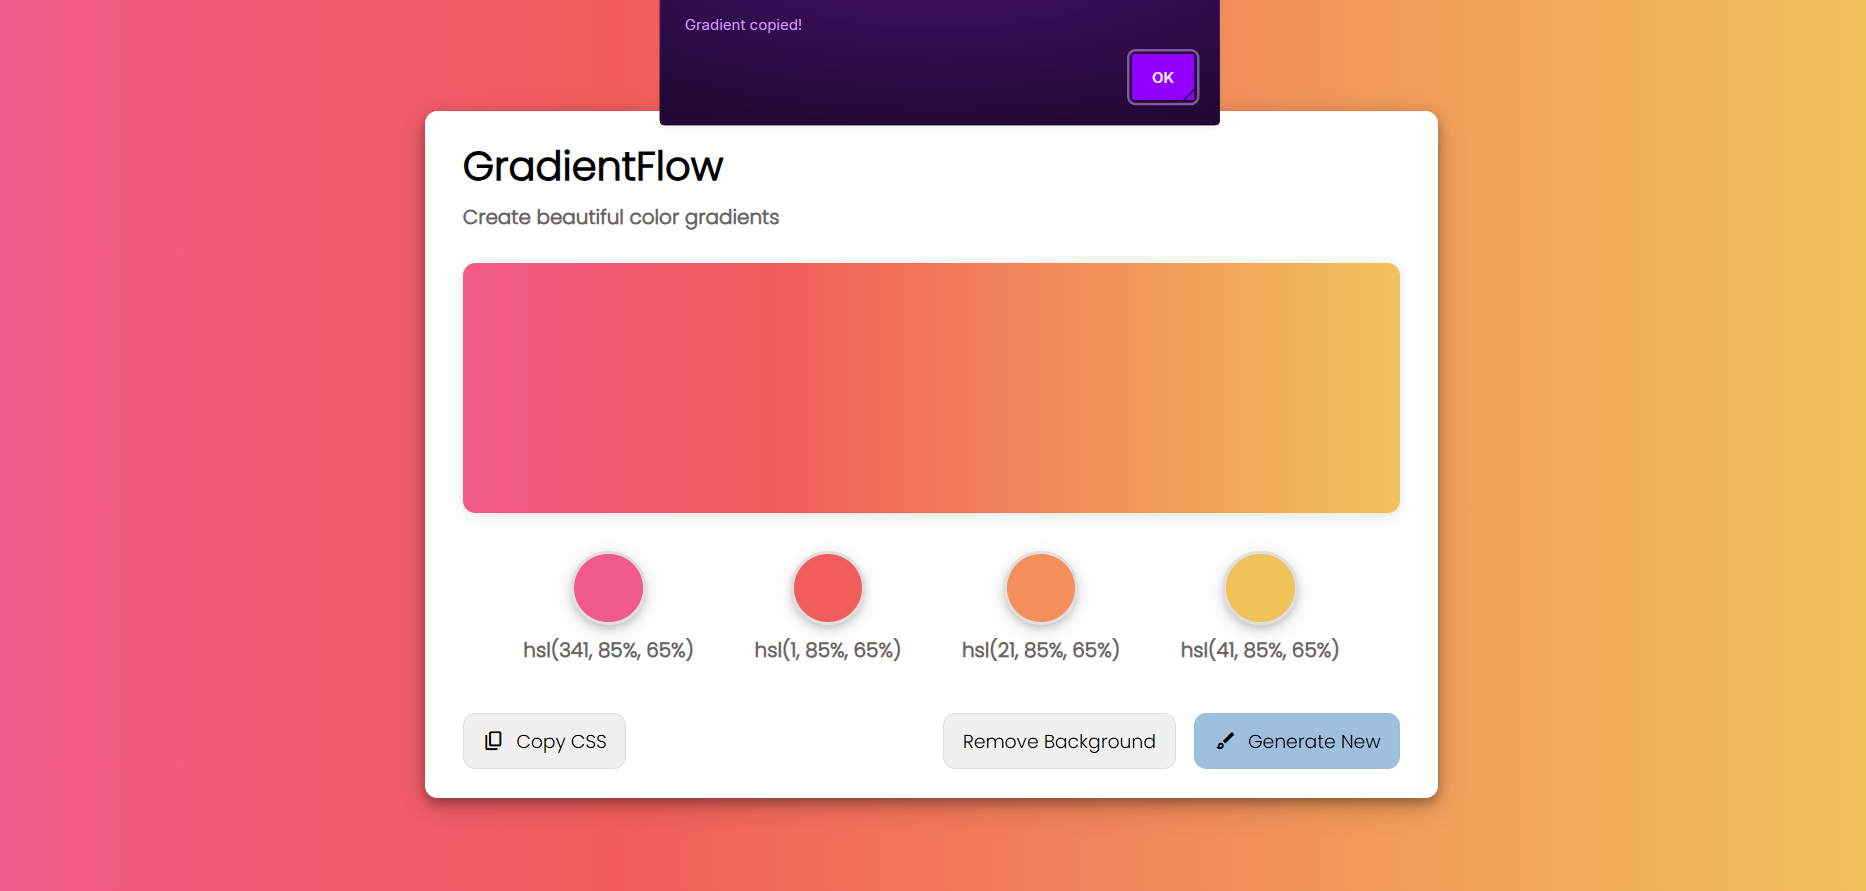 Gradient copied!
OK
GradientFlow
Create beautiful color gradients
hsl(341, 85%, 65%) hsl(1, 85%, 65%) hsl(21, 85%, 65%) hsl(41, 85%, 65%)
Copy CSS Remove Background Generate New